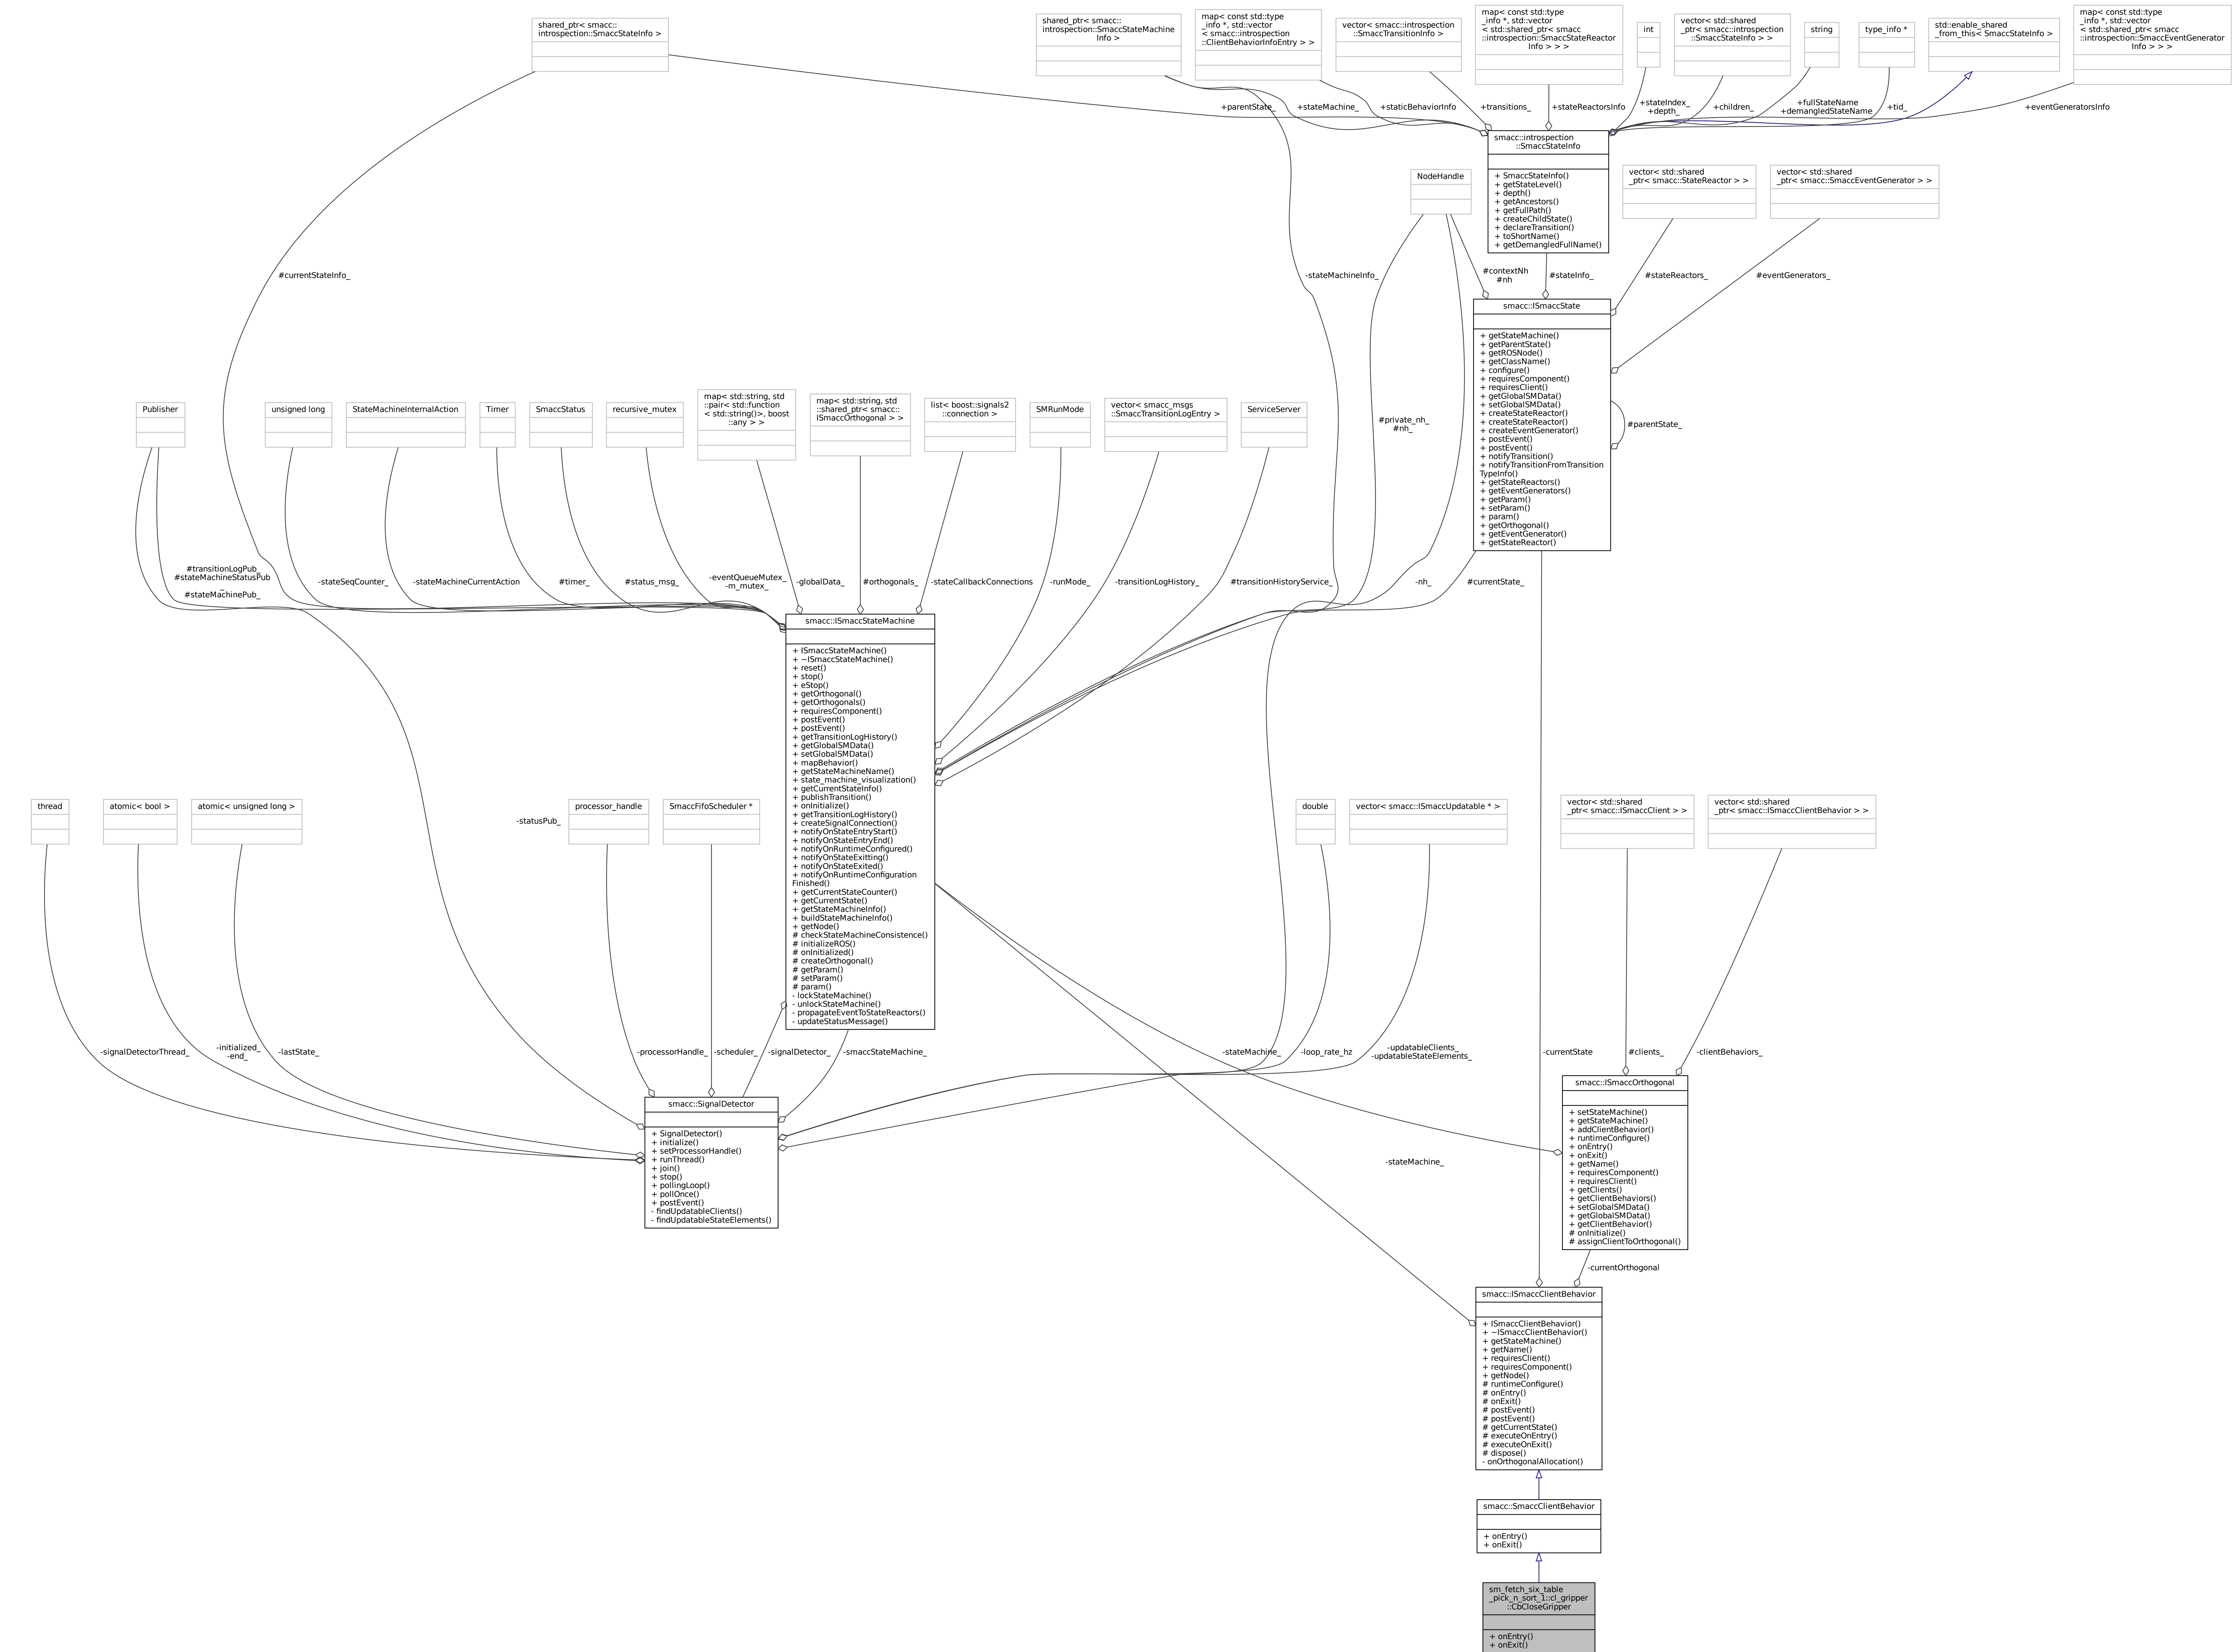 shared_ptr< smacc::
introspection::SmaccStateInfo >
shared_ptr< smacc::
introspection::SmaccStateMachine
Info >
map< const std::type
_info *, std::vector
< smacc::introspection
::ClientBehaviorInfoEntry > >
vector< smacc::introspection
::SmaccTransitionInfo >
map< const std::type
_info *, std::vector
< std::shared_ptr< smacc
::introspection::SmaccStateReactor
Info > > >
int
vector< std::shared
_ptr< smacc::introspection
::SmaccStateInfo > >
string
type_info *
std::enable_shared
_from_this< SmaccStateInfo >
map< const std::type
_info *, std::vector
< std::shared_ptr< smacc
::introspection::SmaccEventGenerator
Info > > >
+parentState_
+stateMachine_
+staticBehaviorInfo
+transitions_
+stateReactorsInfo
+stateIndex_
+depth_
+children_
+fullStateName
+demangledStateName
+tid_
+eventGeneratorsInfo
smacc::introspection
::SmaccStateInfo
+ SmaccStateInfo()
+ getStateLevel()
+ depth()
+ getAncestors()
+ getFullPath()
+ createChildState()
+ declareTransition()
+ toShortName()
+ getDemangledFullName()
NodeHandle
vector< std::shared
_ptr< smacc::StateReactor > >
vector< std::shared
_ptr< smacc::SmaccEventGenerator > >
#currentStateInfo_
-stateMachineInfo_
#contextNh
#nh
#stateInfo_
#stateReactors_
#eventGenerators_
smacc::ISmaccState
+ getStateMachine()
+ getParentState()
+ getROSNode()
+ getClassName()
+ configure()
+ requiresComponent()
+ requiresClient()
+ getGlobalSMData()
+ setGlobalSMData()
+ createStateReactor()
+ createStateReactor()
+ createEventGenerator()
+ postEvent()
+ postEvent()
+ notifyTransition()
+ notifyTransitionFromTransition
TypeInfo()
+ getStateReactors()
+ getEventGenerators()
+ getParam()
+ setParam()
+ param()
+ getOrthogonal()
+ getEventGenerator()
+ getStateReactor()
#parentState_
Publisher
unsigned long
StateMachineInternalAction
Timer
SmaccStatus
recursive_mutex
map< std::string, std
::pair< std::function
< std::string()>, boost
::any > >
map< std::string, std
::shared_ptr< smacc::
ISmaccOrthogonal > >
list< boost::signals2
::connection >
SMRunMode
vector< smacc_msgs
::SmaccTransitionLogEntry >
ServiceServer
#private_nh_
#nh_
#transitionLogPub_
#stateMachineStatusPub
_
#stateMachinePub_
-stateSeqCounter_
-stateMachineCurrentAction
#timer_
#status_msg_
-eventQueueMutex_
-m_mutex_
-globalData_
#orthogonals_
-stateCallbackConnections
-runMode_
-transitionLogHistory_
#transitionHistoryService_
-nh_
#currentState_
smacc::ISmaccStateMachine
+ ISmaccStateMachine()
+ ~ISmaccStateMachine()
+ reset()
+ stop()
+ eStop()
+ getOrthogonal()
+ getOrthogonals()
+ requiresComponent()
+ postEvent()
+ postEvent()
+ getTransitionLogHistory()
+ getGlobalSMData()
+ setGlobalSMData()
+ mapBehavior()
+ getStateMachineName()
+ state_machine_visualization()
+ getCurrentStateInfo()
+ publishTransition()
+ onInitialize()
+ getTransitionLogHistory()
+ createSignalConnection()
+ notifyOnStateEntryStart()
+ notifyOnStateEntryEnd()
+ notifyOnRuntimeConfigured()
+ notifyOnStateExitting()
+ notifyOnStateExited()
+ notifyOnRuntimeConfiguration
Finished()
+ getCurrentStateCounter()
+ getCurrentState()
+ getStateMachineInfo()
+ buildStateMachineInfo()
+ getNode()
# checkStateMachineConsistence()
# initializeROS()
# onInitialized()
# createOrthogonal()
# getParam()
# setParam()
# param()
- lockStateMachine()
- unlockStateMachine()
- propagateEventToStateReactors()
- updateStatusMessage()
thread
atomic< bool >
atomic< unsigned long >
-statusPub_
processor_handle
SmaccFifoScheduler *
double
vector< smacc::ISmaccUpdatable * >
vector< std::shared
_ptr< smacc::ISmaccClient > >
vector< std::shared
_ptr< smacc::ISmaccClientBehavior > >
-signalDetectorThread_
-initialized_
-end_
-lastState_
-processorHandle_
-scheduler_
-signalDetector_
-smaccStateMachine_
-stateMachine_
-loop_rate_hz
-updatableClients_
-updatableStateElements_
-currentState
#clients_
-clientBehaviors_
smacc::SignalDetector
+ SignalDetector()
+ initialize()
+ setProcessorHandle()
+ runThread()
+ join()
+ stop()
+ pollingLoop()
+ pollOnce()
+ postEvent()
- findUpdatableClients()
- findUpdatableStateElements()
-stateMachine_
smacc::ISmaccOrthogonal
+ setStateMachine()
+ getStateMachine()
+ addClientBehavior()
+ runtimeConfigure()
+ onEntry()
+ onExit()
+ getName()
+ requiresComponent()
+ requiresClient()
+ getClients()
+ getClientBehaviors()
+ setGlobalSMData()
+ getGlobalSMData()
+ getClientBehavior()
# onInitialize()
# assignClientToOrthogonal()
-currentOrthogonal
smacc::ISmaccClientBehavior
+ ISmaccClientBehavior()
+ ~ISmaccClientBehavior()
+ getStateMachine()
+ getName()
+ requiresClient()
+ requiresComponent()
+ getNode()
# runtimeConfigure()
# onEntry()
# onExit()
# postEvent()
# postEvent()
# getCurrentState()
# executeOnEntry()
# executeOnExit()
# dispose()
- onOrthogonalAllocation()
smacc::SmaccClientBehavior
+ onEntry()
+ onExit()
sm_fetch_six_table
_pick_n_sort_1::cl_gripper
::CbCloseGripper
+ onEntry()
+ onExit()